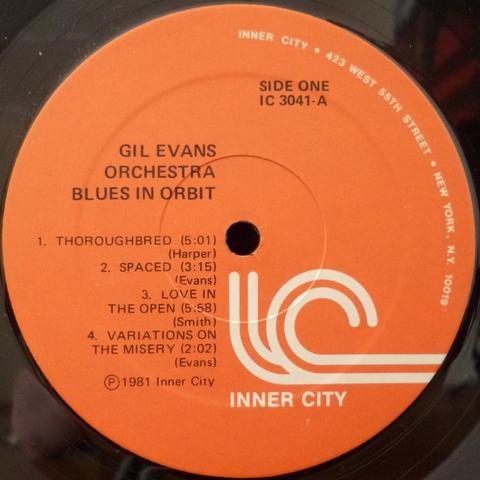 INNER CITY • 423 WEST 55TH STREET • NEW YORK, N.Y. 10019
SIDE ONE
IC 3041-A
GIL EVANS
ORCHESTRA
BLUES IN ORBIT
1. THOROUGHBRED (5:01)
(Harper)
2. SPACED (3:15)
(Evans)
3. LOVE IN
THE OPEN (5:58)
(Smith)
4. VARIATIONS ON
THE MISERY (2:02)
(Evans)
Ⓟ1981 Inner City
IC
INNER CITY